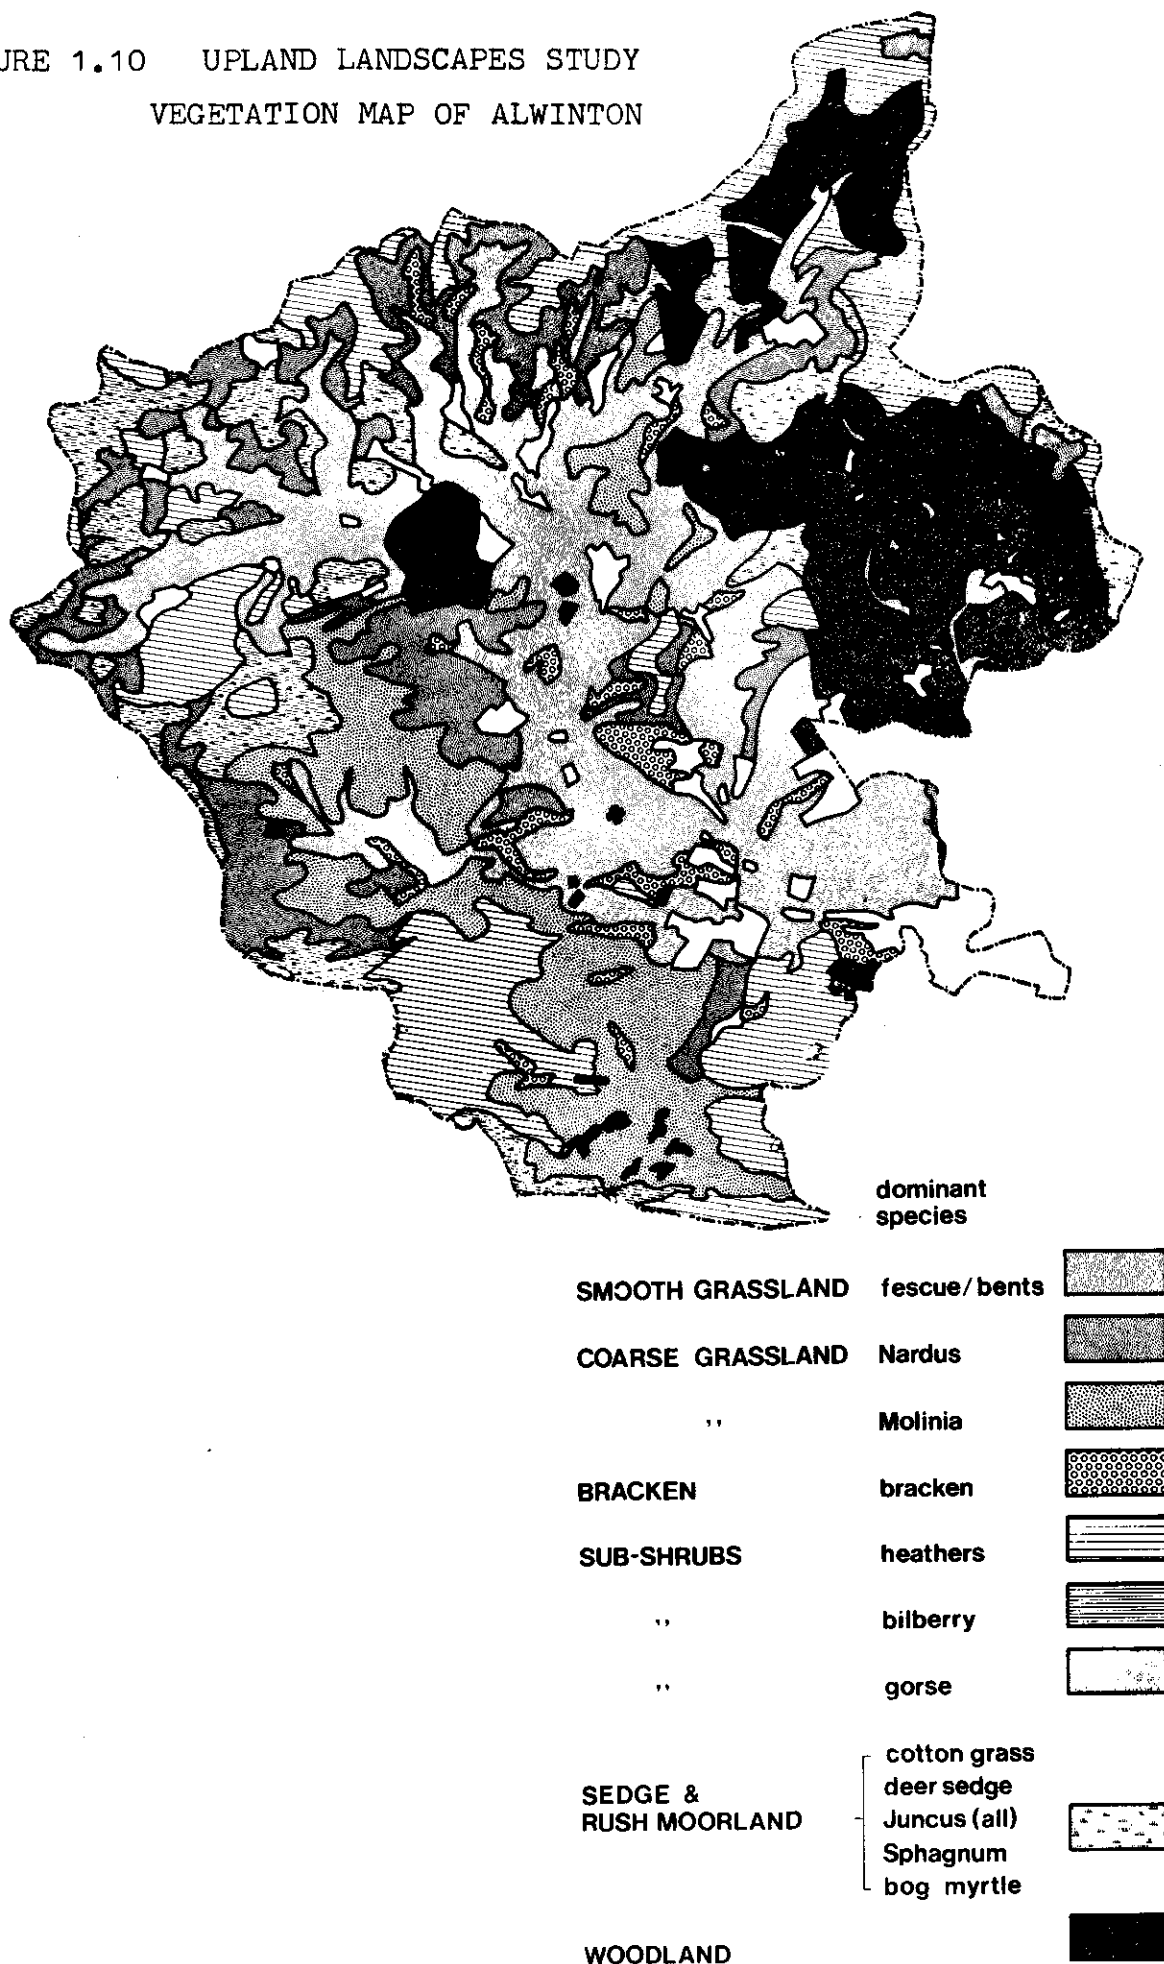 URE 1.10 UPLAND LANDSCAPES STUDY
VEGETATION MAP OF ALWINTON
dominant
species
SMOOTH GRASSLAND fescue/bents
COARSE GRASSLAND Nardus
,, Molinia
BRACKEN bracken
SUB-SHRUBS heathers
,, bilberry
,, gorse
cotton grass
deer sedge
SEDGE &
RUSH MOORLAND
Juncus (all)
Sphagnum
bog myrtle
WOODLAND